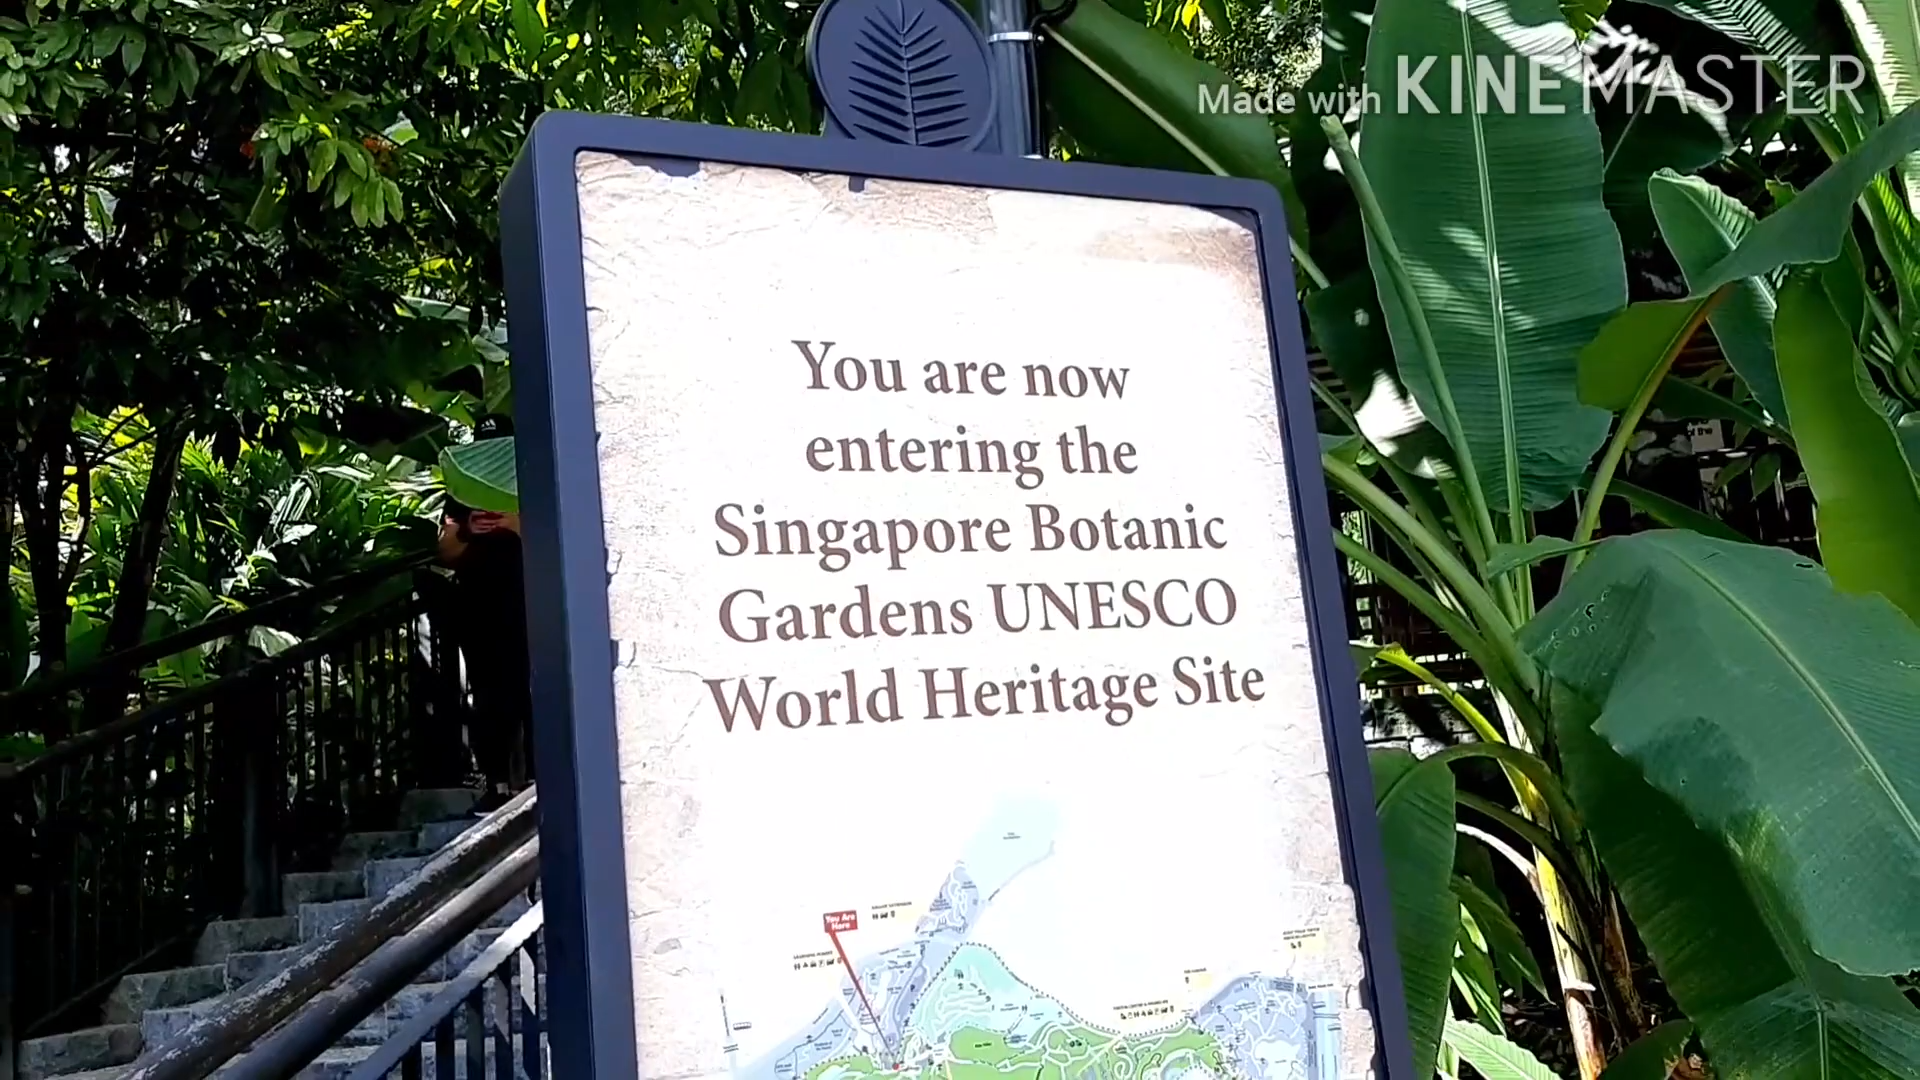 Made with KINEMASTER
You are now
entering the
Singapore Botanic
Gardens UNESCO
World Heritage Site
You Are
Here